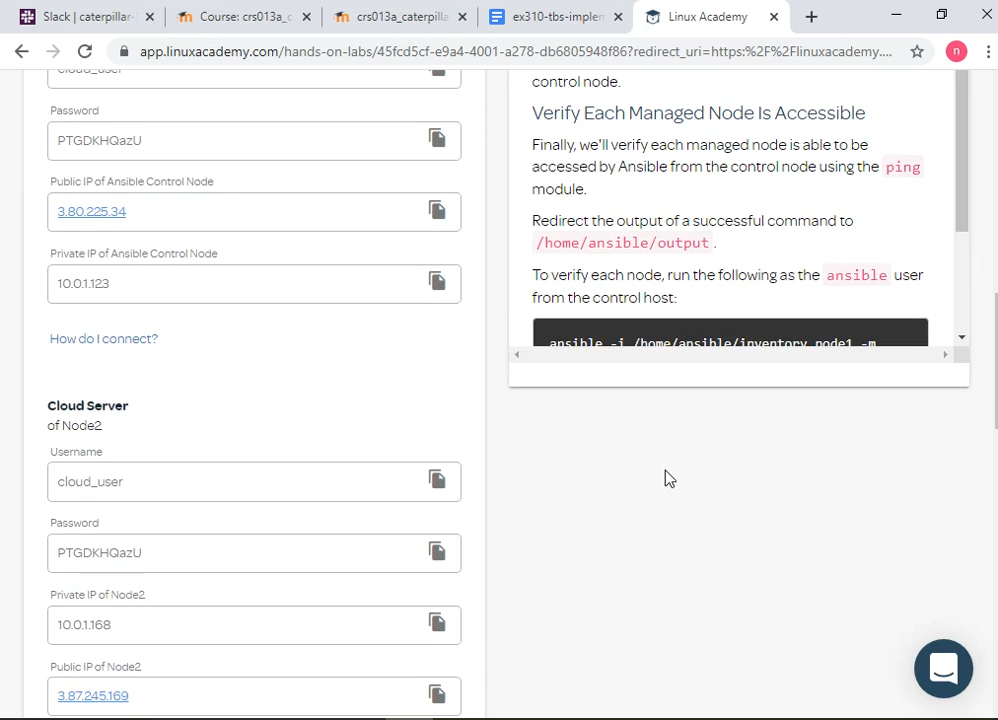 Slack | caterpillar-
Course: crs013a_c
crs013a_caterpilla
ex310-tbs-implem
Linux Academy
app.linuxacademy.com/hands-on-labs/45fcd5cf-e9a4-4001-a278-db6805948f86?redirect_uri=https:%2F%2Flinuxacademy....
n
cloud_user
Password
PTGDKHQazU
Public IP of Ansible Control Node
3.80.225.34
Private IP of Ansible Control Node
10.0.1.123
How do I connect?
Cloud Server
of Node2
Username
cloud_user
Password
PTGDKHQazU
Private IP of Node2
10.0.1.168
Public IP of Node2
3.87.245.169
control node.
Verify Each Managed Node Is Accessible
Finally, we'll verify each managed node is able to be
accessed by Ansible from the control node using the ping
module.
Redirect the output of a successful command to
/home/ansible/output .
To verify each node, run the following as the ansible user
from the control host:
ansible -i /home/ansible/inventory node1 -m